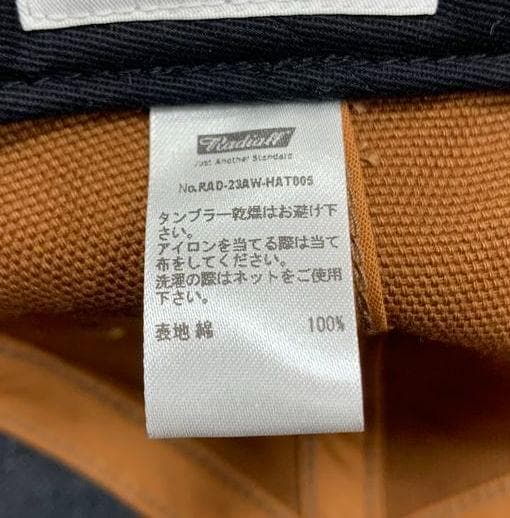 Radiall
Just Another Standard
No.RAD-23AW-HAT005
タンブラー乾燥はお避け下
さい。
アイロンを当てる際は当て
布をしてください。
洗濯の際はネットをご使用
下さい。
表地 綿 100%